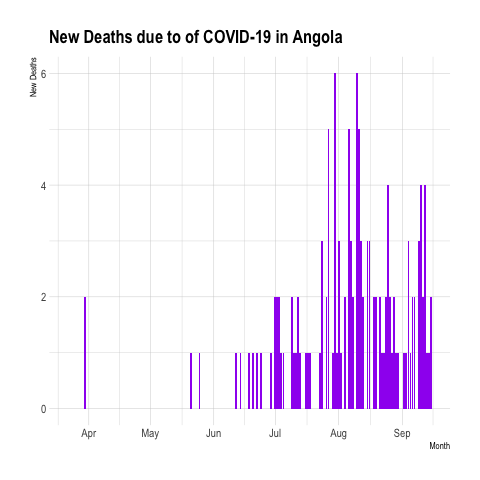 New Deaths due to of COVID-19 in Angola
New Deaths
6
4
2
0
Apr May Jun Jul Aug Sep
Month